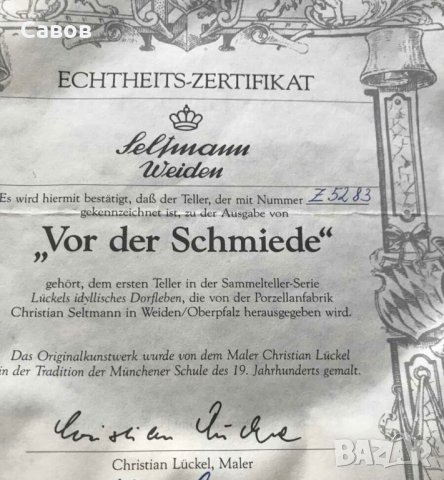 Савов
ECHTHEITS-ZERTIFIKAT
Seltmann
Weiden
Es wird hiermit bestätigt, daß der Teller, der mit Nummer Z 5283
gekennzeichnet ist, zu der Ausgabe von
„Vor der Schmiede“
gehört, dem ersten Teller in der Sammelteller-Serie
Lückels idyllisches Dorfleben, die von der Porzellanfabrik
Christian Seltmann in Weiden/Oberpfalz herausgegeben wird.
Das Originalkunstwerk wurde von dem Maler Christian Lückel
in der Tradition der Münchener Schule des 19. Jahrhunderts gemalt.
Christian Lückel
Christian Lückel, Maler
BAZAR